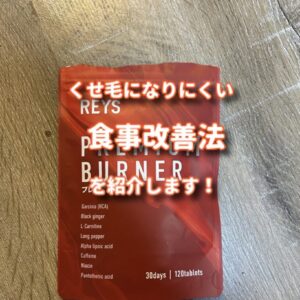 くせ毛になりにくい
REYS
食事改善法
BURNER
を紹介します！
Garcinia (HCA)
Black ginger
L-Carnitine
Long pepper
Alpha lipoic acid
Caffeine
Niacin
Pantothenic acid
30days | 120tablets